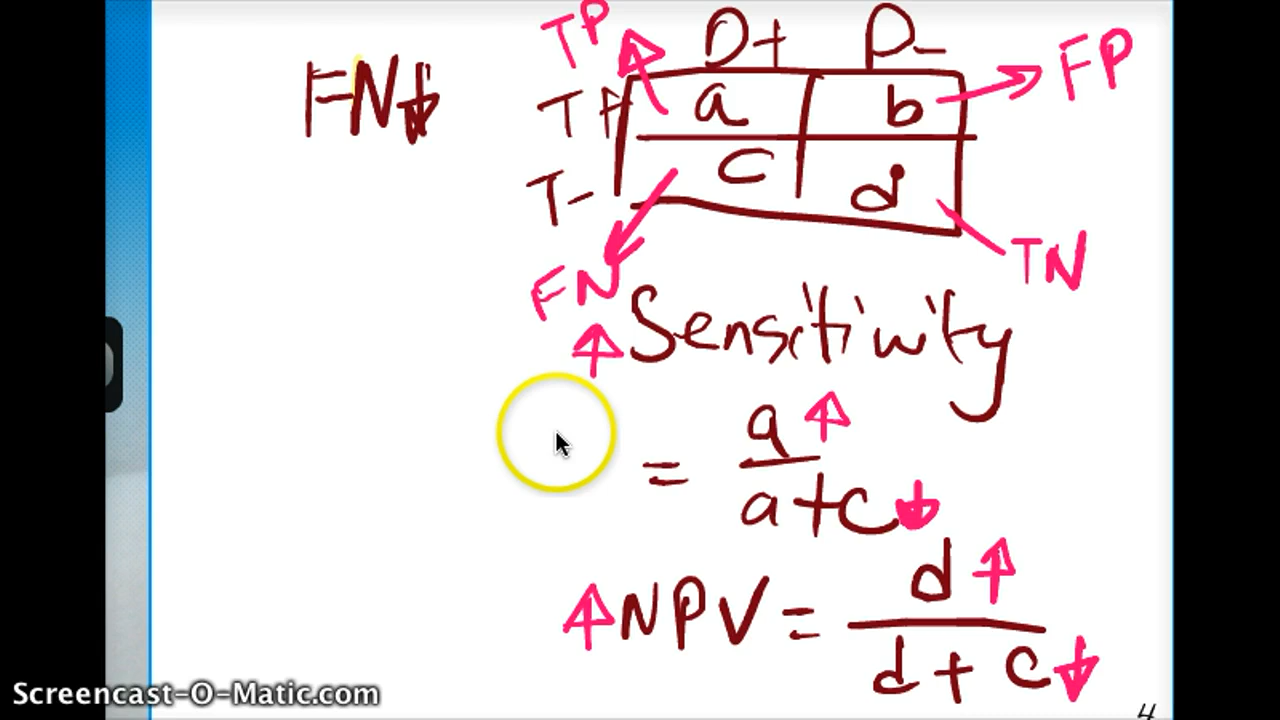 TP D+ D- FP
FN↓ T+ a b
T- c d
FN TN
↑ Sensitivity
= a↑
a+c↓
↑NPV = d↑
d+c↓
Screencast-O-Matic.com
4